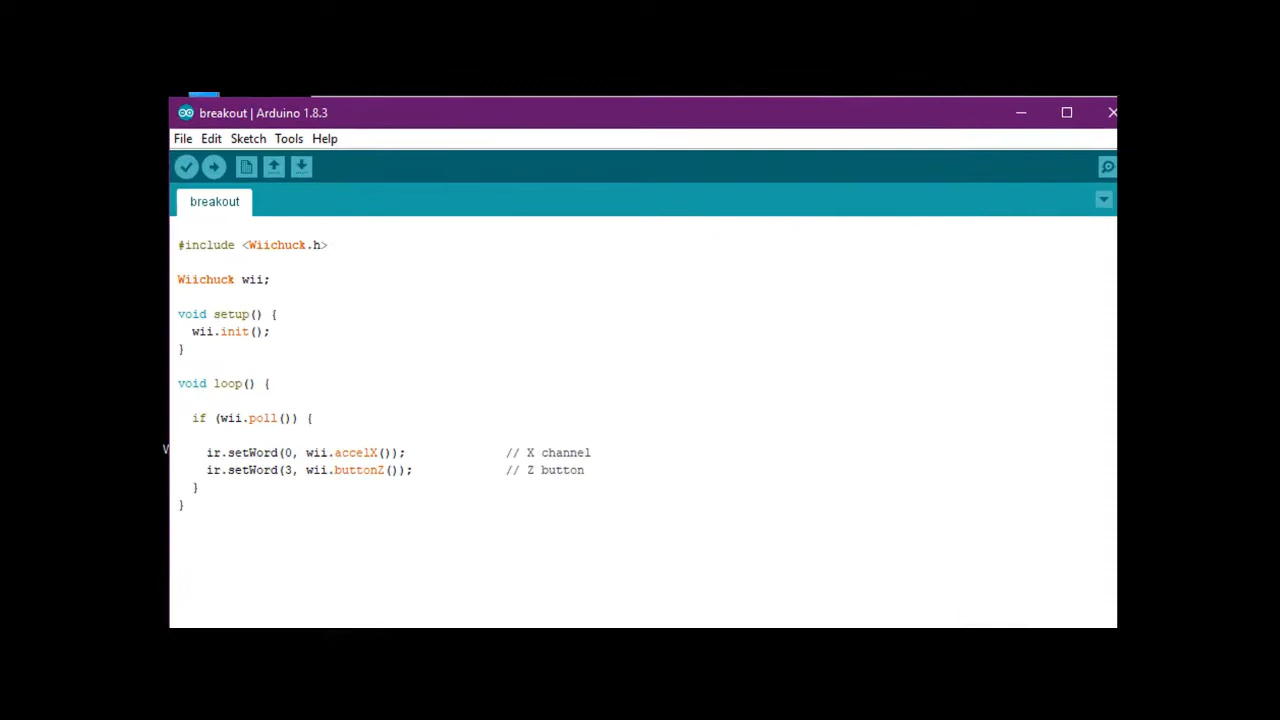 breakout | Arduino 1.8.3
File Edit Sketch Tools Help
breakout
#include <Wiichuck.h>
Wiichuck wii;
void setup() {
wii.init();
}
void loop() {
if (wii.poll()) {
ir.setWord(0, wii.accelX()); // X channel
ir.setWord(3, wii.buttonZ()); // Z button
}
}